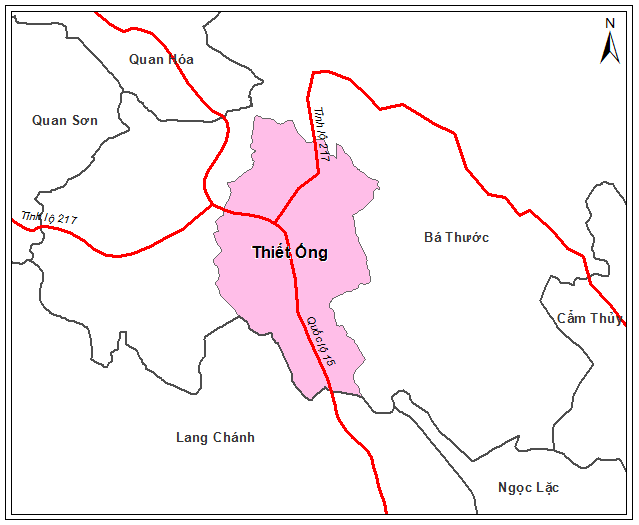 N
Quan Hóa
Quan Sơn
Tỉnh lộ 217
Tỉnh lộ 217
Bá Thước
Thiết Ống
Cẩm Thủy
Quốc lộ 15
Lang Chánh
Ngọc Lặc